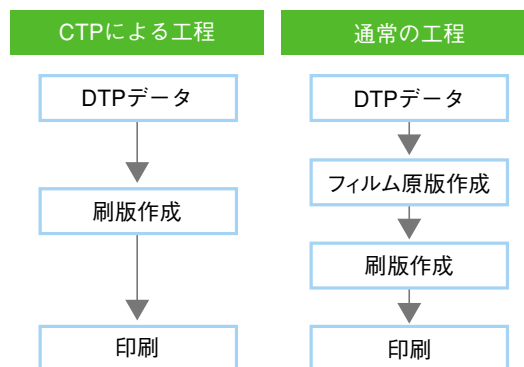 CTPによる工程
DTPデータ
刷版作成
印刷
通常の工程
DTPデータ
フィルム原版作成
刷版作成
印刷